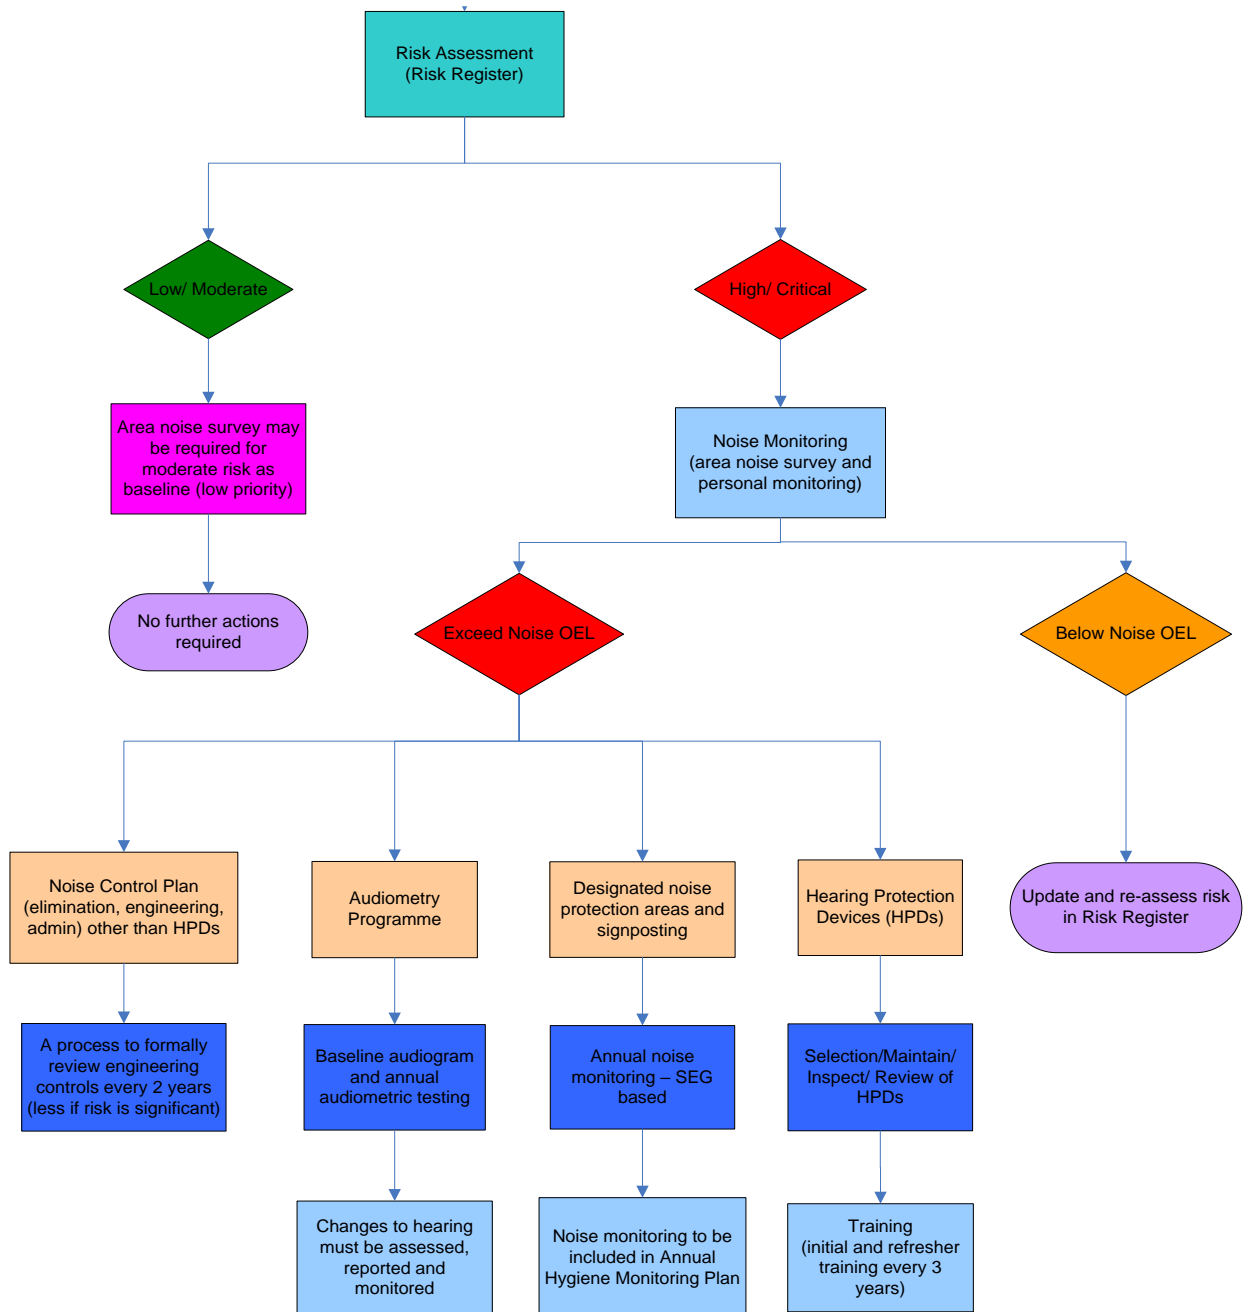 Risk Assessment
(Risk Register)
Low/ Moderate
High/ Critical
Area noise survey may
be required for
moderate risk as
baseline (low priority)
Noise Monitoring
(area noise survey and
personal monitoring)
No further actions
required
Exceed Noise OEL
Below Noise OEL
Noise Control Plan
(elimination, engineering,
admin) other than HPDs
Audiometry
Programme
Designated noise
protection areas and
signposting
Hearing Protection
Devices (HPDs)
Update and re-assess risk
in Risk Register
A process to formally
review engineering
controls every 2 years
(less if risk is significant)
Baseline audiogram
and annual
audiometric testing
Annual noise
monitoring – SEG
based
Selection/Maintain/
Inspect/ Review of
HPDs
Changes to hearing
must be assessed,
reported and
monitored
Noise monitoring to be
included in Annual
Hygiene Monitoring Plan
Training
(initial and refresher
training every 3
years)